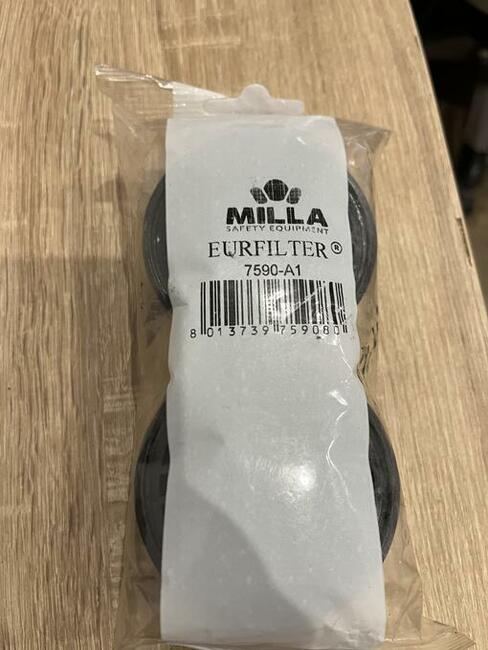 MILLA
SAFETY EQUIPMENT
EURFILTER®
7590-A1
8 013739 759080